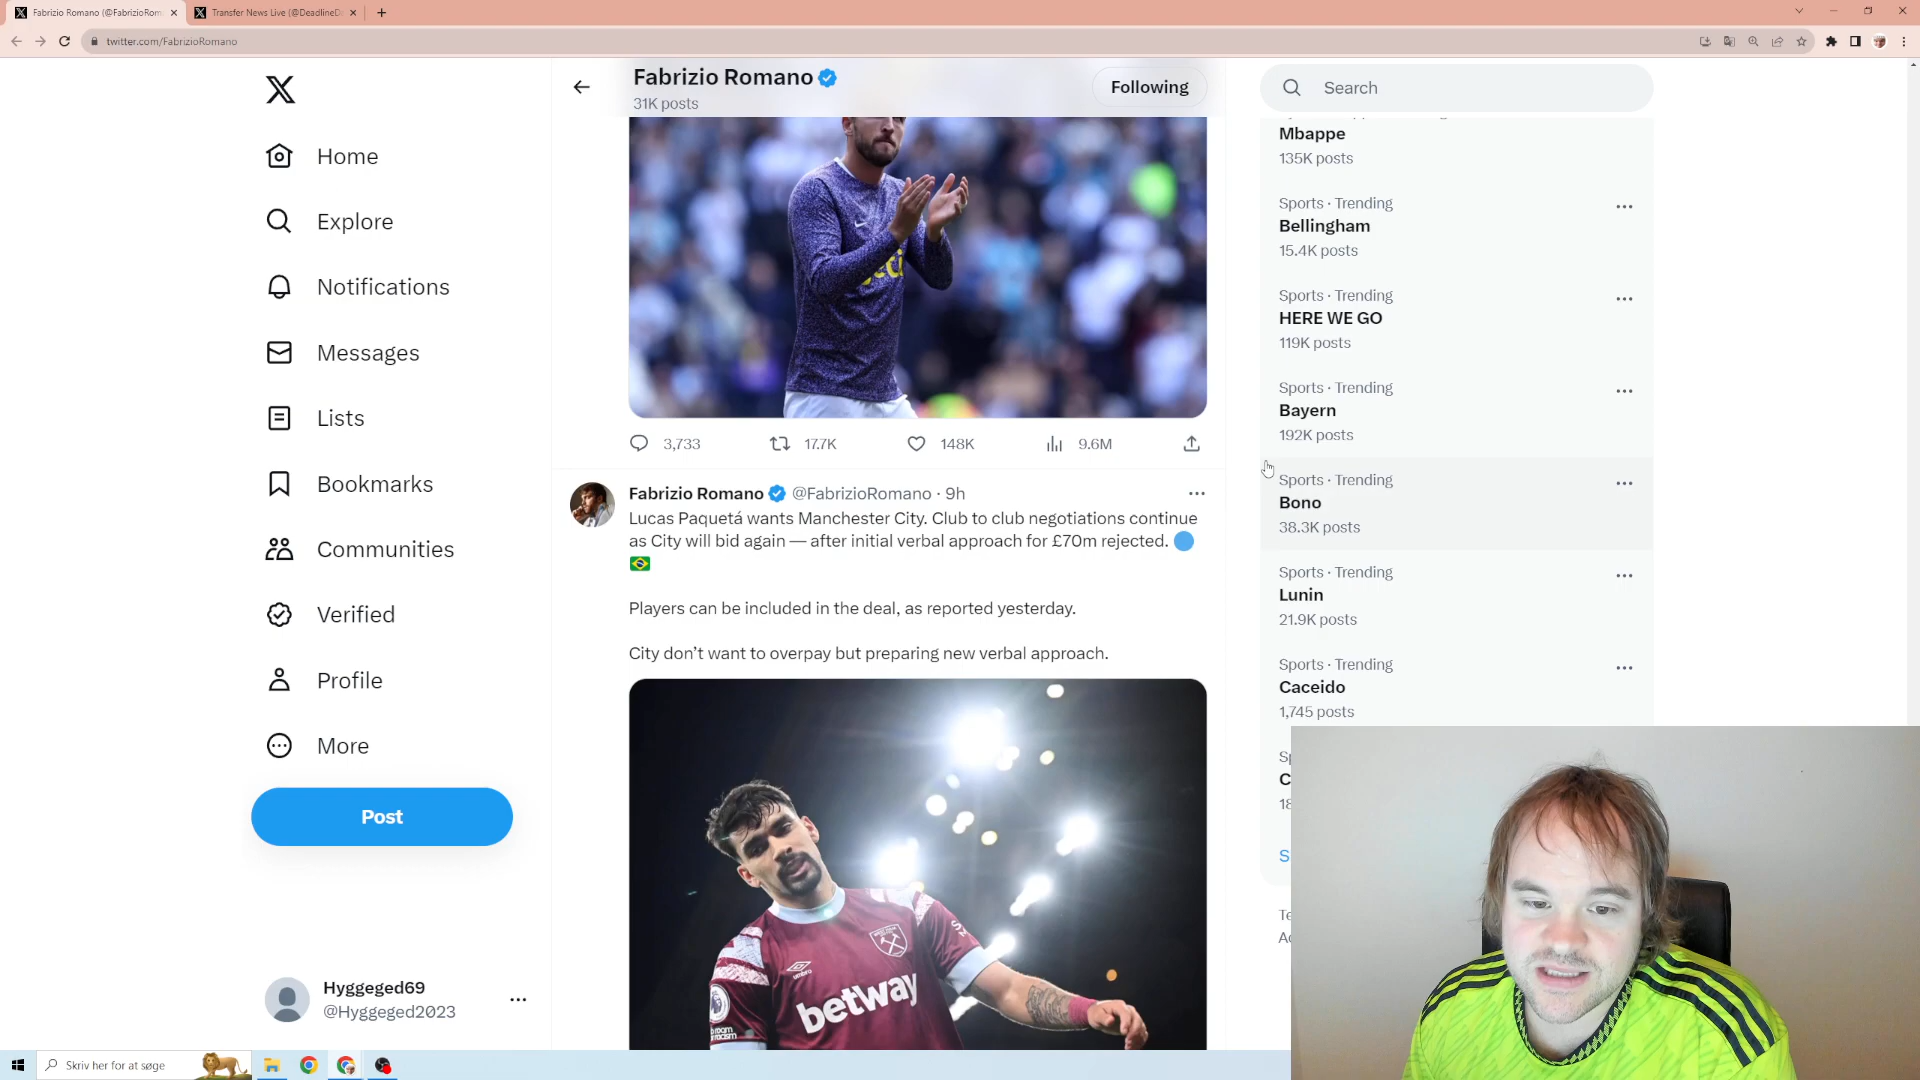 Fabrizio Romano (@FabrizioRom
Transfer News Live (@DeadlineD
twitter.com/FabrizioRomano
Fabrizio Romano
31K posts
Following
Search
Home
Explore
Notifications
Messages
Lists
Bookmarks
Communities
Verified
Profile
More
Post
Hyggeged69
@Hyggeged2023
3,733 17.7K 148K 9.6M
Fabrizio Romano @FabrizioRomano · 9h
Lucas Paquetá wants Manchester City. Club to club negotiations continue
as City will bid again — after initial verbal approach for £70m rejected. 🔵
🇧🇷
Players can be included in the deal, as reported yesterday.
City don’t want to overpay but preparing new verbal approach.
WEST HAM
umbro
betway
Mbappe
135K posts
Sports · Trending
Bellingham
15.4K posts
Sports · Trending
HERE WE GO
119K posts
Sports · Trending
Bayern
192K posts
Sports · Trending
Bono
38.3K posts
Sports · Trending
Lunin
21.9K posts
Sports · Trending
Caceido
1,745 posts
Skriv her for at søge